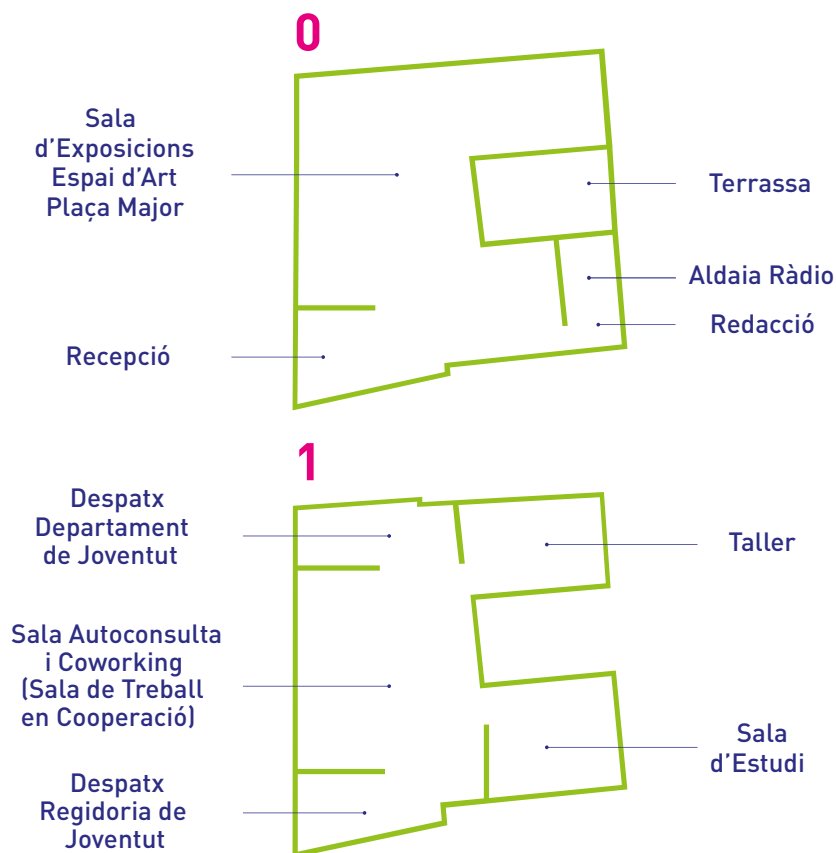 0
Sala
d’Exposicions
Espai d’Art
Plaça Major
Terrassa
Aldaia Ràdio
Redacció
Recepció
1
Despatx
Departament
de Joventut
Taller
Sala Autoconsulta
i Coworking
(Sala de Treball
en Cooperació)
Sala
d’Estudi
Despatx
Regidoria de
Joventut